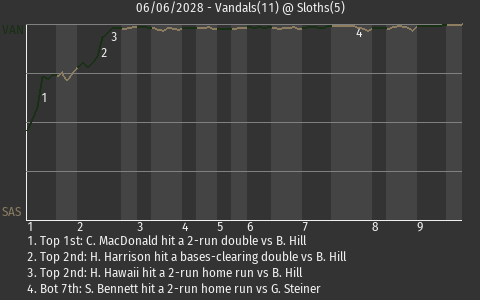 06/06/2028 - Vandals(11) @ Sloths(5)
VAN
3
4
2
1
SAS
1 2 3 4 5 6 7 8 9
1. Top 1st: C. MacDonald hit a 2-run double vs B. Hill
2. Top 2nd: H. Harrison hit a bases-clearing double vs B. Hill
3. Top 2nd: H. Hawaii hit a 2-run home run vs B. Hill
4. Bot 7th: S. Bennett hit a 2-run home run vs G. Steiner